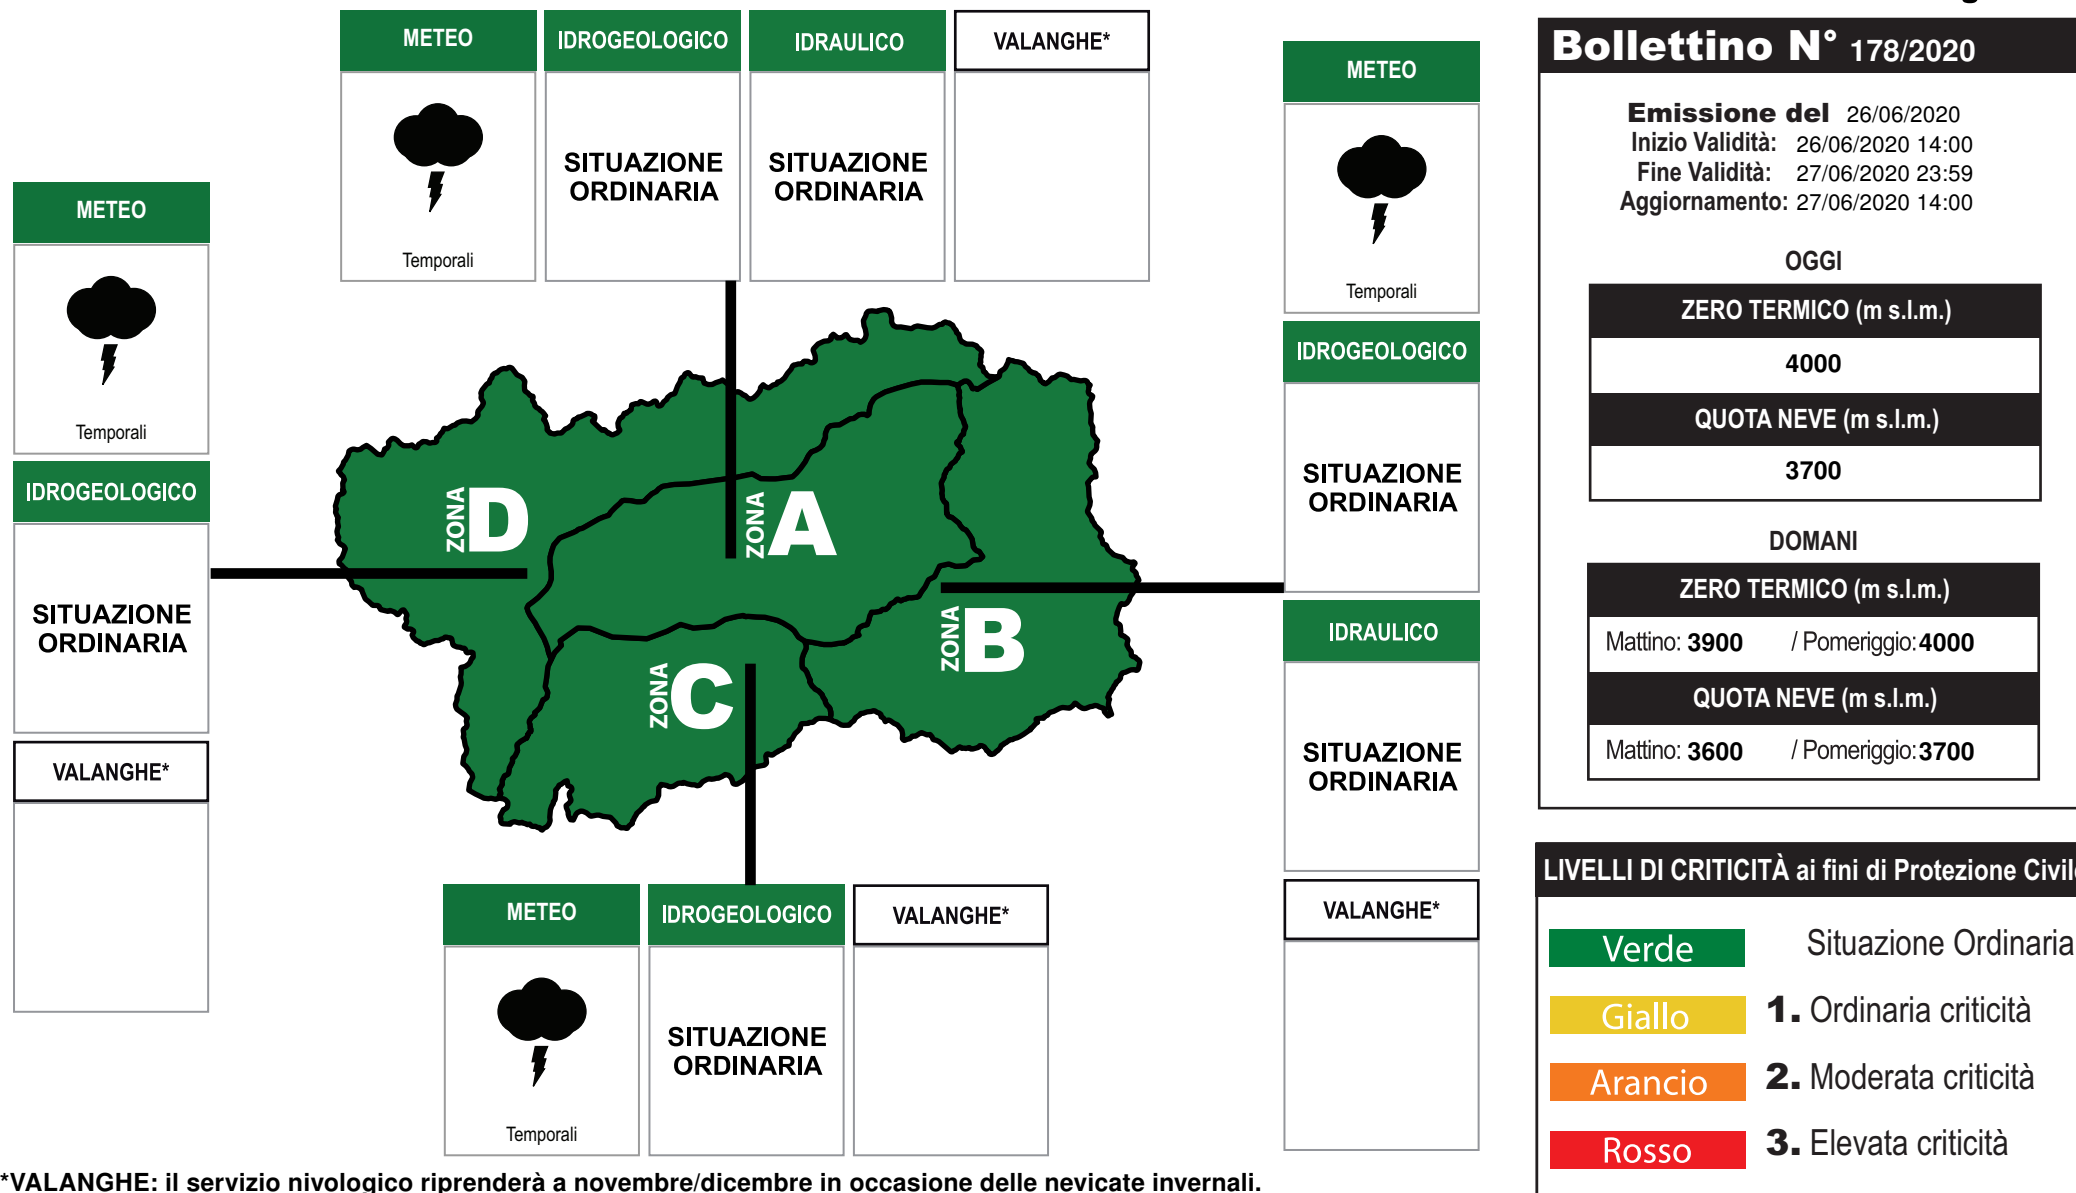 METEO
IDROGEOLOGICO
IDRAULICO
VALANGHE*
Temporali
SITUAZIONE
ORDINARIA
SITUAZIONE
ORDINARIA
METEO
Temporali
IDROGEOLOGICO
SITUAZIONE
ORDINARIA
VALANGHE*
METEO
Temporali
IDROGEOLOGICO
SITUAZIONE
ORDINARIA
IDRAULICO
SITUAZIONE
ORDINARIA
VALANGHE*
ZONA D
ZONA A
ZONA B
ZONA C
METEO
IDROGEOLOGICO
VALANGHE*
Temporali
SITUAZIONE
ORDINARIA
*VALANGHE: il servizio nivologico riprenderà a novembre/dicembre in occasione delle nevicate invernali.
Bollettino N° 178/2020
Emissione del 26/06/2020
Inizio Validità: 26/06/2020 14:00
Fine Validità: 27/06/2020 23:59
Aggiornamento: 27/06/2020 14:00
OGGI
ZERO TERMICO (m s.l.m.)
4000
QUOTA NEVE (m s.l.m.)
3700
DOMANI
ZERO TERMICO (m s.l.m.)
Mattino: 3900 / Pomeriggio: 4000
QUOTA NEVE (m s.l.m.)
Mattino: 3600 / Pomeriggio: 3700
LIVELLI DI CRITICITÀ ai fini di Protezione Civile
Verde Situazione Ordinaria
Giallo 1. Ordinaria criticità
Arancio 2. Moderata criticità
Rosso 3. Elevata criticità